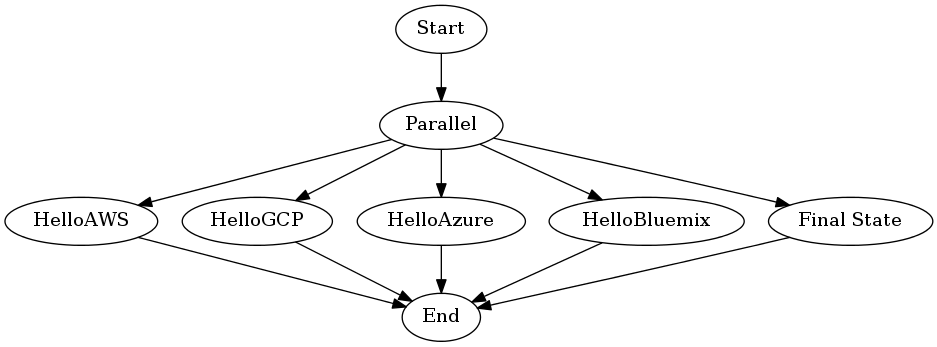 Start
Parallel
HelloAWS
HelloGCP
HelloAzure
HelloBluemix
Final State
End